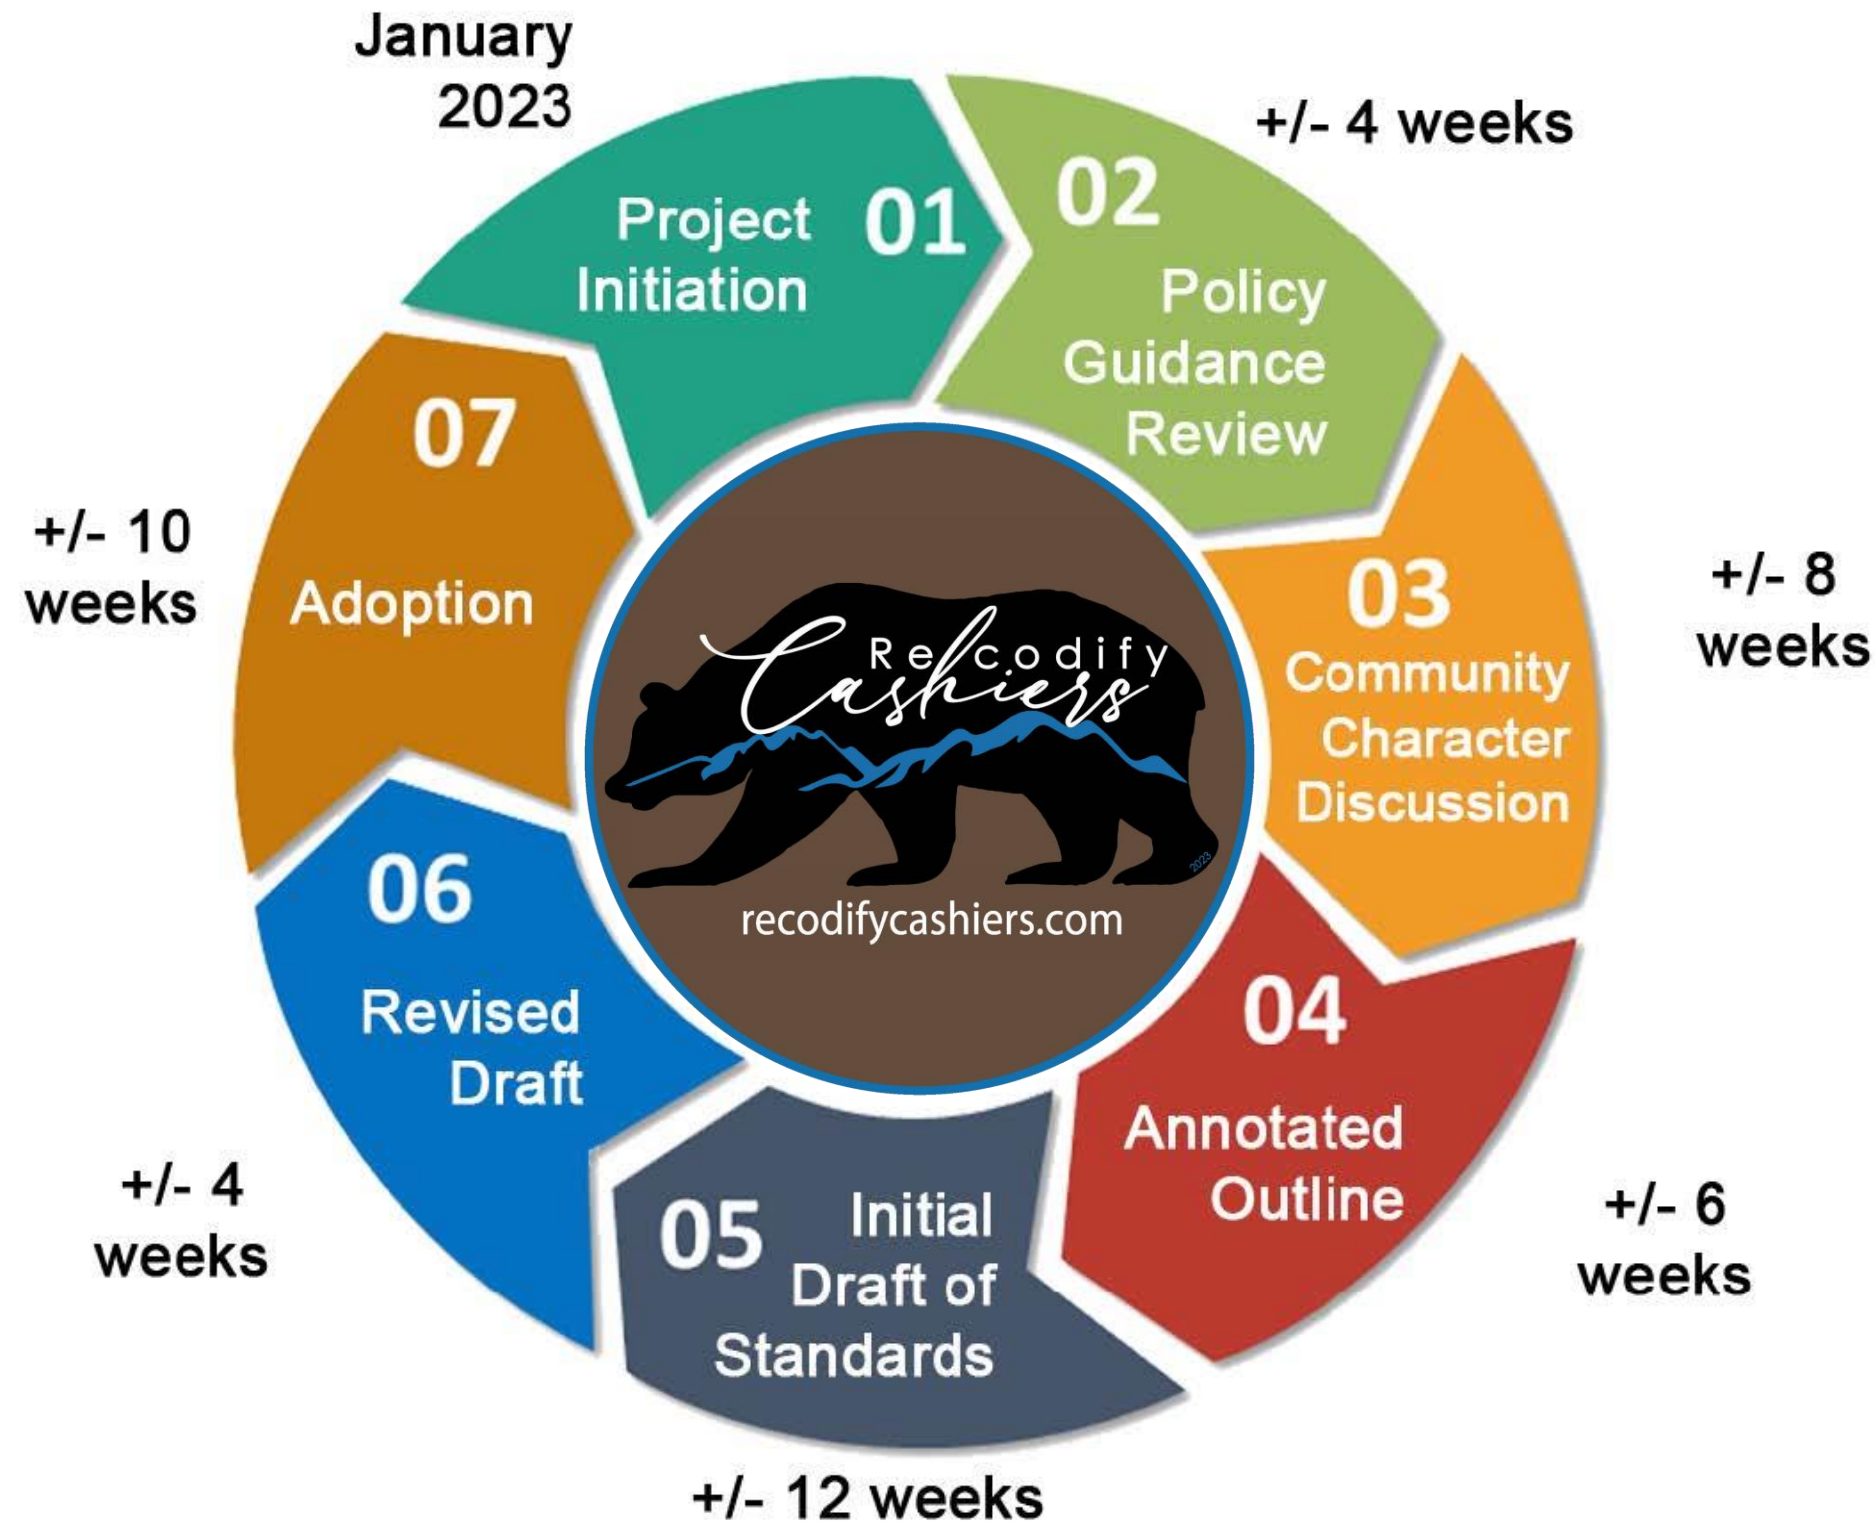 January
2023
Project
Initiation
01
02
Policy
Guidance
Review
+/- 4 weeks
03
Community
Character
Discussion
+/- 8
weeks
04
Annotated
Outline
+/- 6
weeks
05
Initial
Draft of
Standards
+/- 12 weeks
06
Revised
Draft
+/- 4
weeks
07
Adoption
+/- 10
weeks
Recodify
Cashiers
2023
recodifycashiers.com